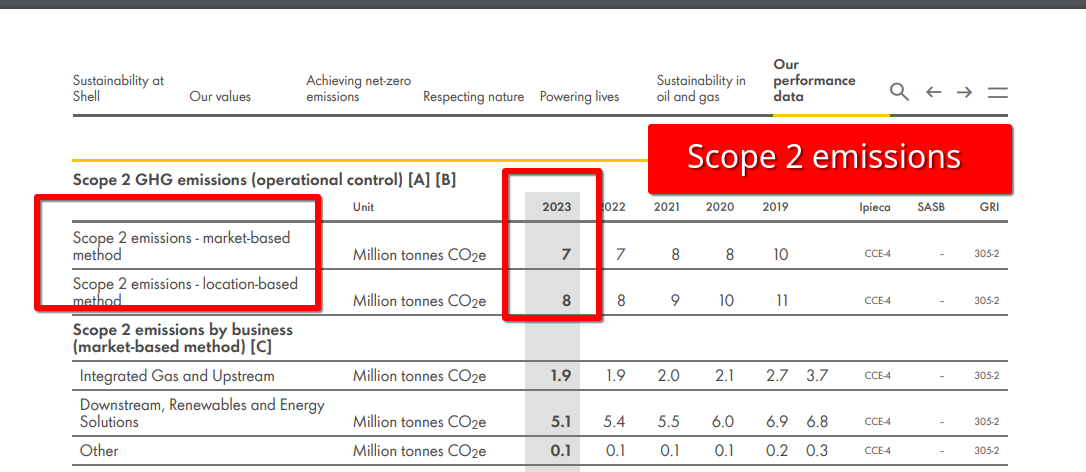 Our
Sustainability at Achieving net-zero Sustainability in performance
Shell Our values emissions Respecting nature Powering lives oil and gas data
Scope 2 emissions
Scope 2 GHG emissions (operational control) [A] [B]
Unit 2023 2022 2021 2020 2019 Ipieca SASB GRI
Scope 2 emissions - market-based
method Million tonnes CO2e 7 7 8 8 10 CCE-4 - 305-2
Scope 2 emissions - location-based
method Million tonnes CO2e 8 8 9 10 11 CCE-4 - 305-2
Scope 2 emissions by business
(market-based method) [C]
Integrated Gas and Upstream Million tonnes CO2e 1.9 1.9 2.0 2.1 2.7 3.7 CCE-4 - 305-2
Downstream, Renewables and Energy
Solutions Million tonnes CO2e 5.1 5.4 5.5 6.0 6.9 6.8 CCE-4 - 305-2
Other Million tonnes CO2e 0.1 0.1 0.1 0.1 0.2 0.3 CCE-4 - 305-2